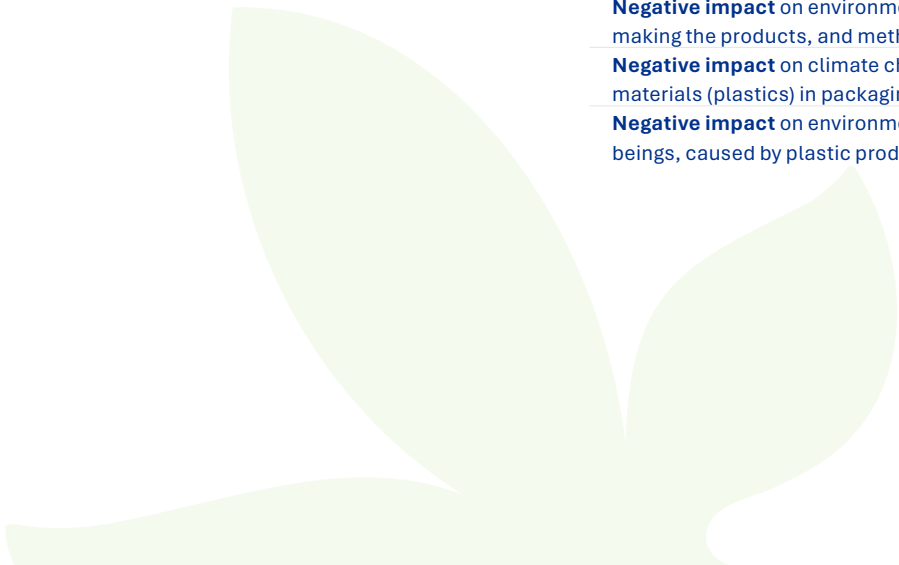 Negative impact on environm
making the products, and met
Negative impact on climate c
materials (plastics) in packagi
Negative impact on environm
beings, caused by plastic prod